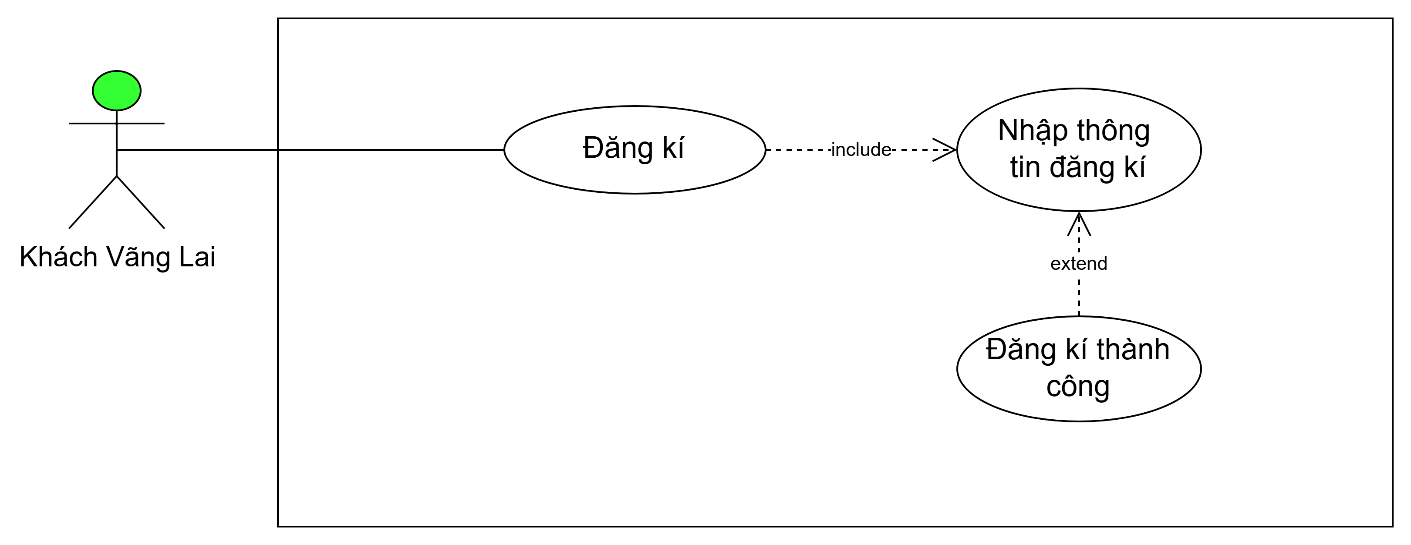 Khách Vãng Lai
Đăng kí
include
Nhập thông
tin đăng kí
extend
Đăng kí thành
công